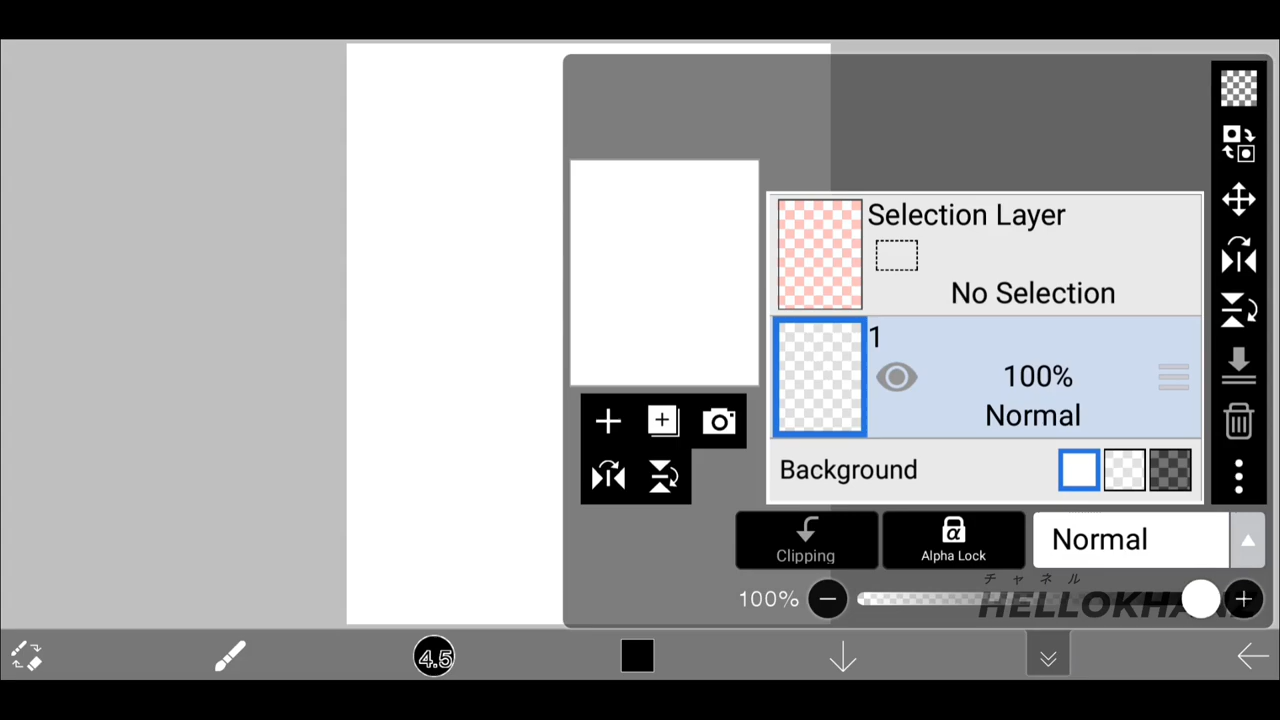 Selection Layer
No Selection
1
100%
Normal
Background
Clipping
α
Alpha Lock
Normal
100%
チャネル
4.5